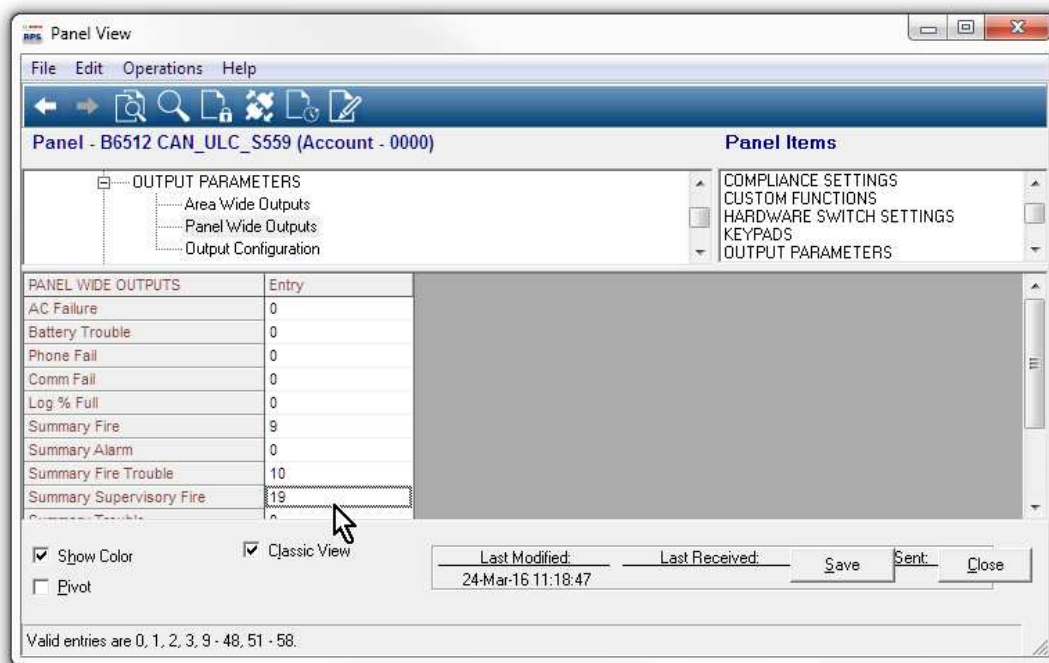 RPS Panel View
File Edit Operations Help
Panel - B6512 CAN_ULC_S559 (Account - 0000)
Panel Items
OUTPUT PARAMETERS
Area Wide Outputs
Panel Wide Outputs
Output Configuration
COMPLIANCE SETTINGS
CUSTOM FUNCTIONS
HARDWARE SWITCH SETTINGS
KEYPADS
OUTPUT PARAMETERS
PANEL WIDE OUTPUTS Entry
AC Failure 0
Battery Trouble 0
Phone Fail 0
Comm Fail 0
Log % Full 0
Summary Fire 9
Summary Alarm 0
Summary Fire Trouble 10
Summary Supervisory Fire 19
Show Color Classic View
Pivot
Last Modified: Last Received: Sent:
24-Mar-16 11:18:47
Save Close
Valid entries are 0, 1, 2, 3, 9 - 48, 51 - 58.